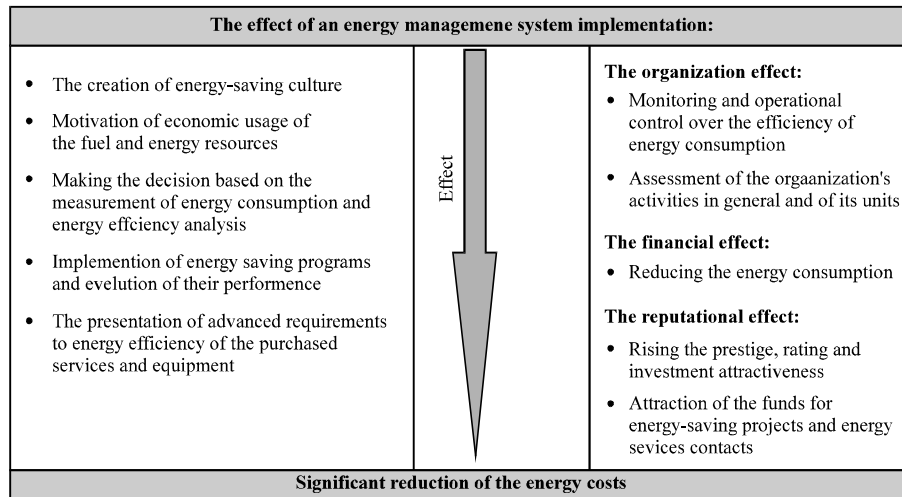 The effect of an energy managemene system implementation:
• The creation of energy-saving culture
• Motivation of economic usage of
the fuel and energy resources
• Making the decision based on the
measurement of energy consumption and
energy effciency analysis
• Implemention of energy saving programs
and evelution of their performence
• The presentation of advanced requirements
to energy efficiency of the purchased
services and equipment
Effect
The organization effect:
• Monitoring and operational
control over the efficiency of
energy consumption
• Assessment of the orgaanization's
activities in general and of its units
The financial effect:
• Reducing the energy consumption
The reputational effect:
• Rising the prestige, rating and
investment attractiveness
• Attraction of the funds for
energy-saving projects and energy
sevices contacts
Significant reduction of the energy costs